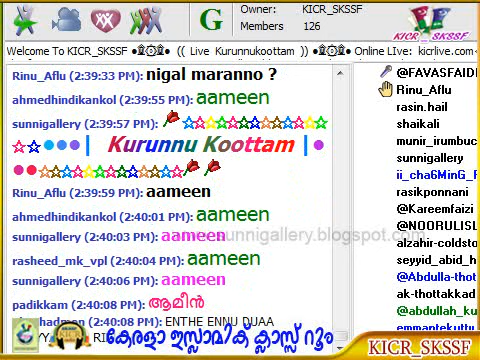 G
Owner: KICR_SKSSF
Members 126
KICR_SKSSF
Welcome To KICR_SKSSF (( Live Kurunnukoottam )) Online Live: kicrlive.com
Rinu_Aflu (2:39:33 PM): nigal maranno ?
ahmedhindikankol (2:39:55 PM): aameen
sunnigallery (2:39:57 PM): 🌹☆☆☆☆☆☆☆☆☆☆☆☆
☆☆●●●| Kurunnu Koottam |●
●●☆☆☆☆☆☆☆☆☆☆☆☆🌹🌹
Rinu_Aflu (2:39:59 PM): aameen
ahmedhindikankol (2:40:01 PM): aameen
sunnigallery (2:40:03 PM): aameen
rasheed_mk_vpl (2:40:04 PM): aameen
sunnigallery (2:40:06 PM): aameen
padikkam (2:40:08 PM): ആമീൻ
(2:40:08 PM): ENTHE ENNU DUAA
@FAVASFAIDI
Rinu_Aflu
rasin.hail
shaikali
munir_irumbuc
sunnigallery
ii_cha6MinG_
rasikponnani
@Kareemfaizi
@NOORULISL
alzahir-coldsto
seyyid_abid_h
@Abdulla-thot
ak-thottakkad
@abdullah_ku
emmantekuttu
sunnigallery.blogspot.com
KICR
കേരളാ ഇസ്ലാമിക് ക്ലാസ്സ് റൂം
KICR_SKSSF